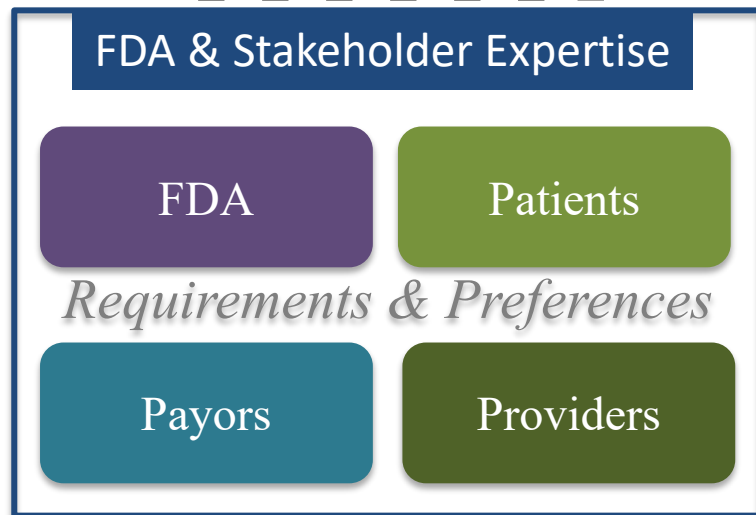 FDA & Stakeholder Expertise
FDA
Patients
Requirements & Preferences
Payors
Providers